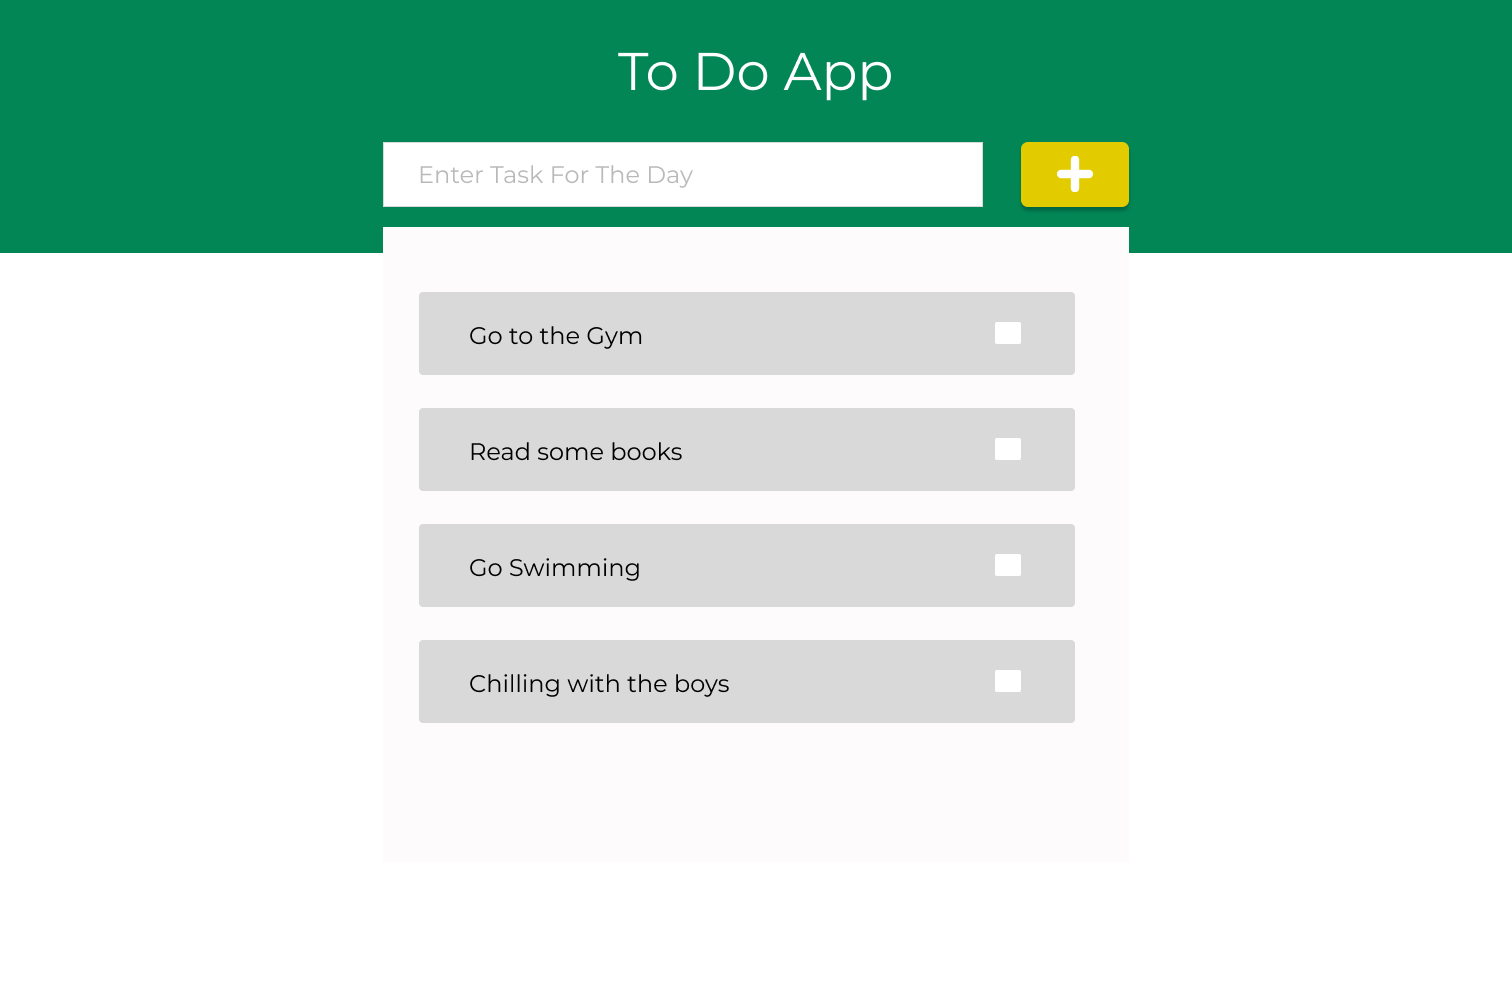 To Do App
Enter Task For The Day
Go to the Gym
Read some books
Go Swimming
Chilling with the boys